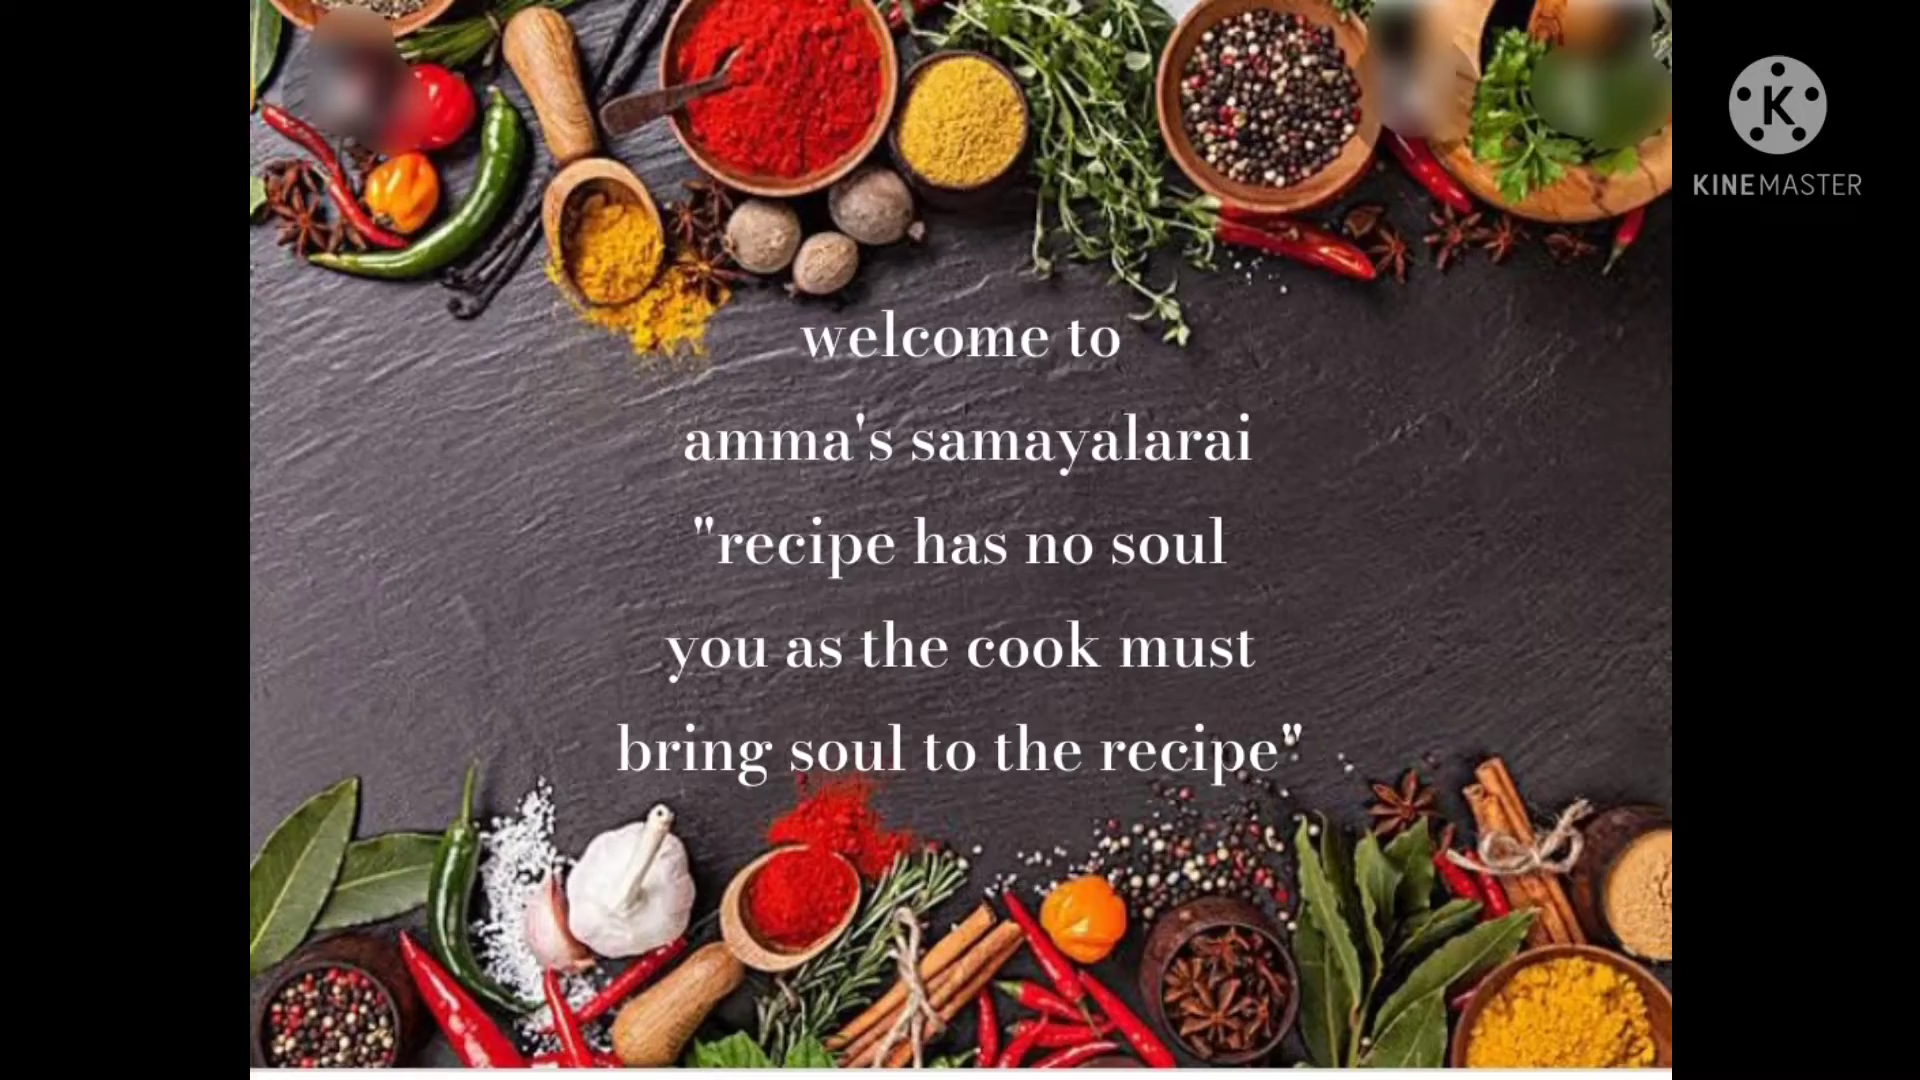 welcome to
amma's samayalarai
"recipe has no soul
you as the cook must
bring soul to the recipe"
K
KINEMASTER